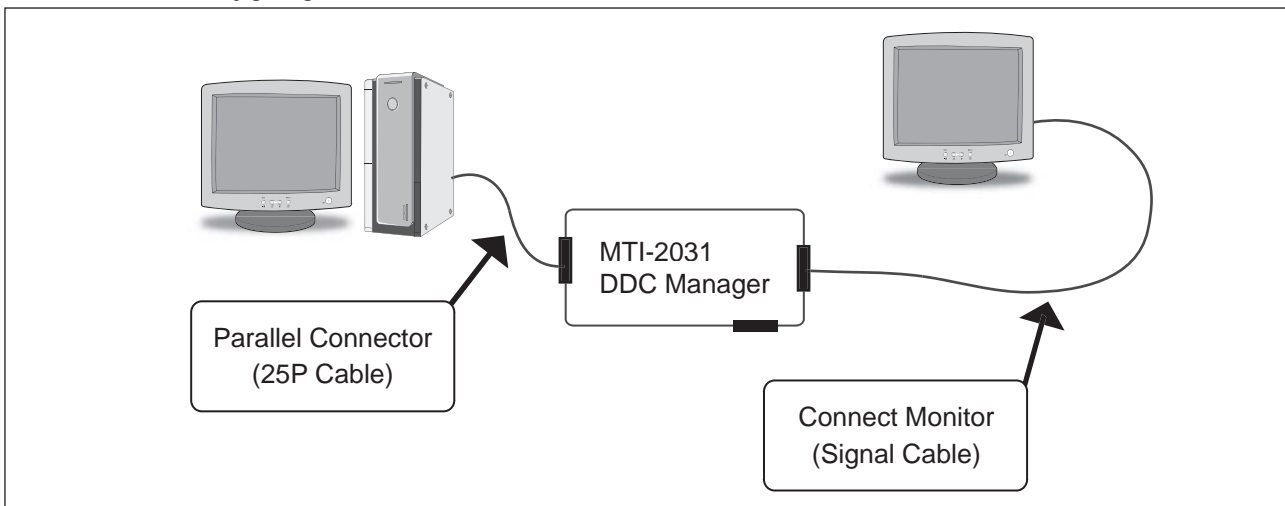 MTI-2031
DDC Manager
Parallel Connector
(25P Cable)
Connect Monitor
(Signal Cable)